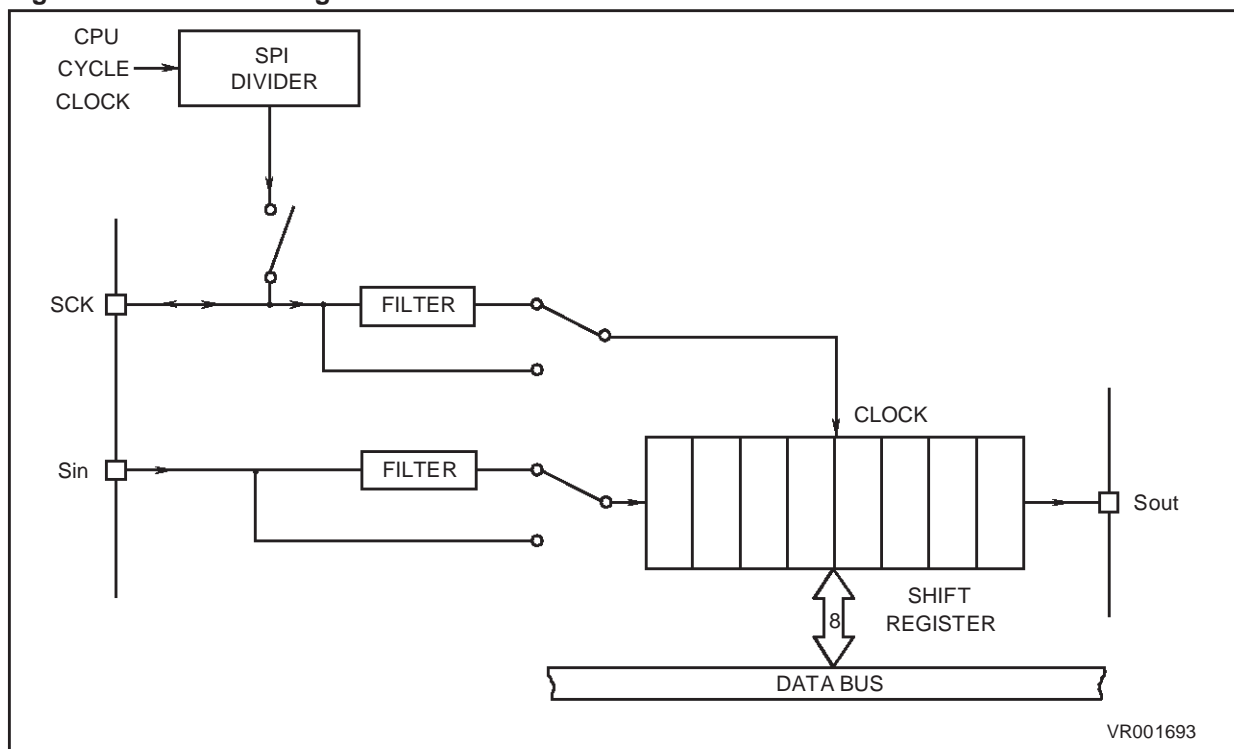 CPU
CYCLE
CLOCK
SPI
DIVIDER
SCK
FILTER
CLOCK
Sin
FILTER
Sout
SHIFT
REGISTER
8
DATA BUS
VR001693